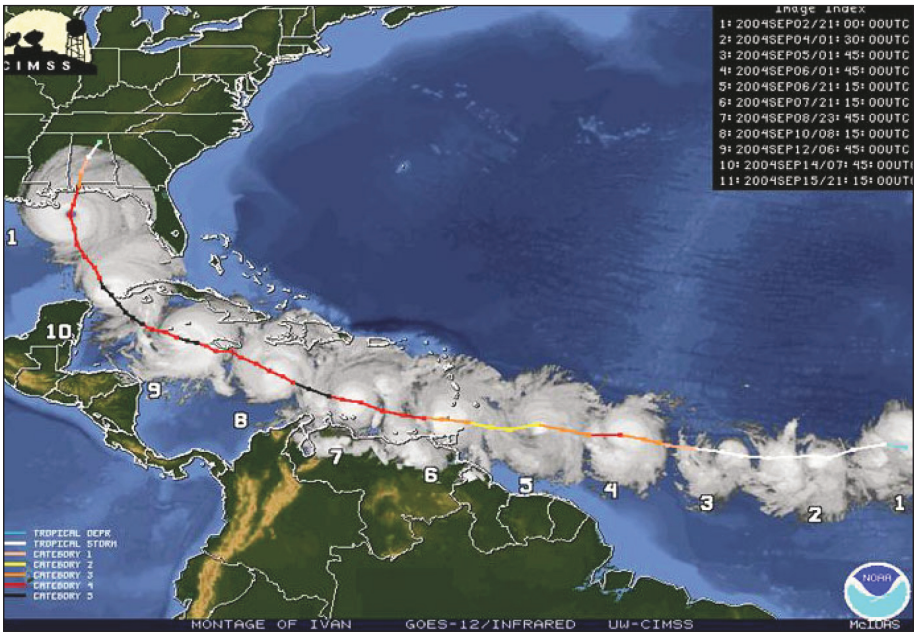 CIMSS
Image Index
1: 2004SEP02/21: 00: 00UTC
2: 2004SEP04/01: 30: 00UTC
3: 2004SEP05/01: 45: 00UTC
4: 2004SEP06/01: 45: 00UTC
5: 2004SEP06/21: 15: 00UTC
6: 2004SEP07/21: 15: 00UTC
7: 2004SEP08/23: 45: 00UTC
8: 2004SEP10/08: 15: 00UTC
9: 2004SEP12/06: 45: 00UTC
10: 2004SEP14/07: 45: 00UTC
11: 2004SEP15/21: 15: 00UTC
1
10
9
8
7
6
5
4
3
2
1
TROPICAL DEPR
TROPICAL STORM
CATEGORY 1
CATEGORY 2
CATEGORY 3
CATEGORY 4
CATEGORY 5
NOAA
MONTAGE OF IVAN GOES-12/INFRARED UW-CIMSS McIDAS